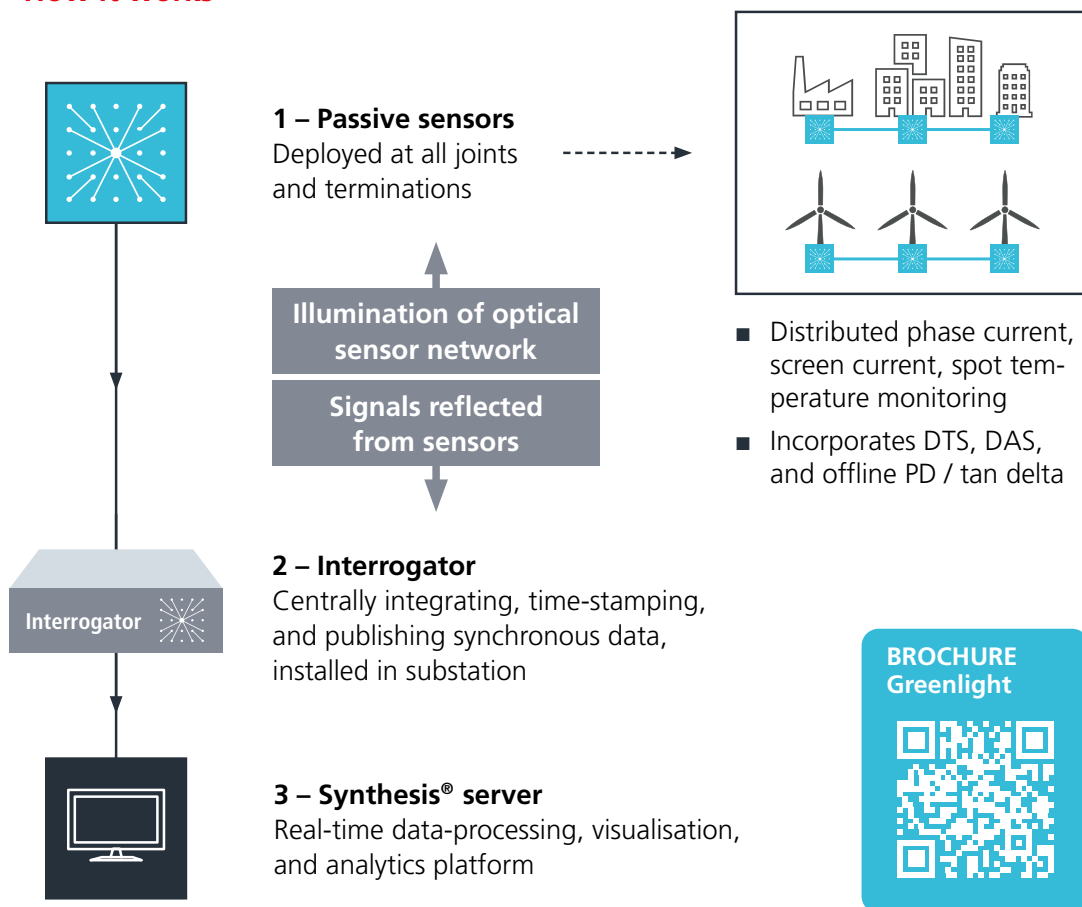 How it works
1 – Passive sensors
Deployed at all joints
and terminations
Illumination of optical
sensor network
Signals reflected
from sensors
■ Distributed phase current,
screen current, spot tem-
perature monitoring
■ Incorporates DTS, DAS,
and offline PD / tan delta
Interrogator
2 – Interrogator
Centrally integrating, time-stamping,
and publishing synchronous data,
installed in substation
BROCHURE
Greenlight
3 – Synthesis® server
Real-time data-processing, visualisation,
and analytics platform